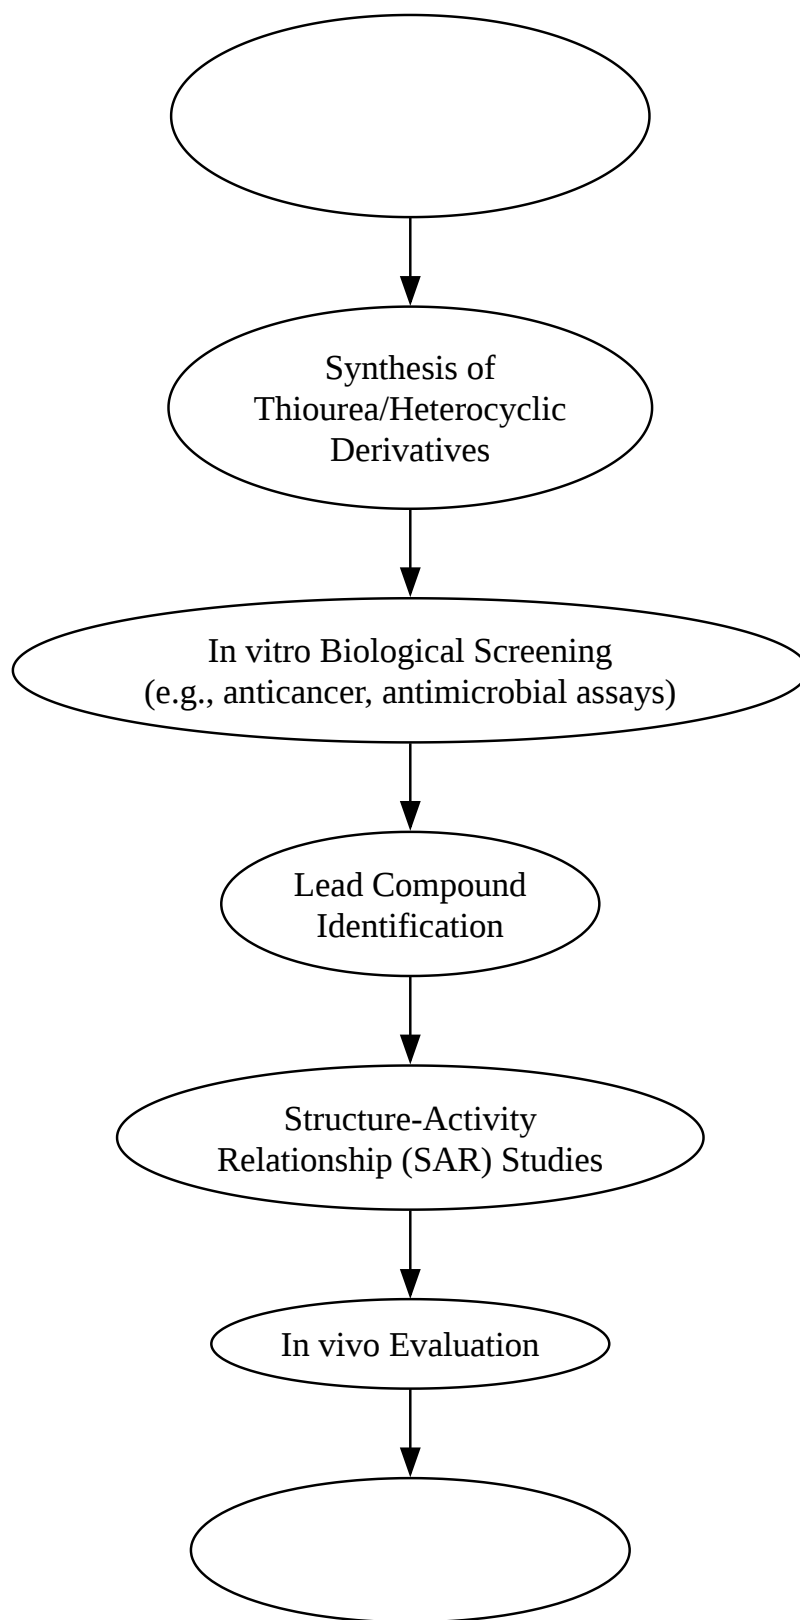 Synthesis of
Thiourea/Heterocyclic
Derivatives
In vitro Biological Screening
(e.g., anticancer, antimicrobial assays)
Lead Compound
Identification
Structure-Activity
Relationship (SAR) Studies
In vivo Evaluation